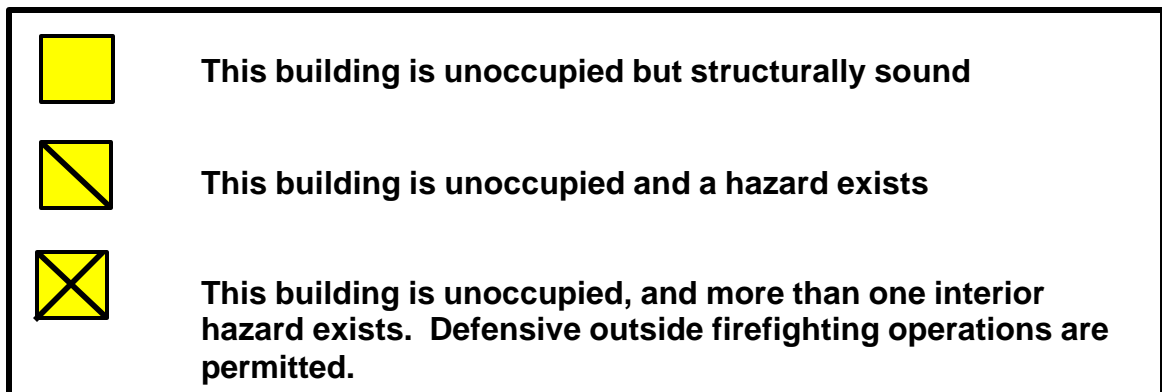 This building is unoccupied but structurally sound
This building is unoccupied and a hazard exists
This building is unoccupied, and more than one interior
hazard exists.  Defensive outside firefighting operations are
permitted.